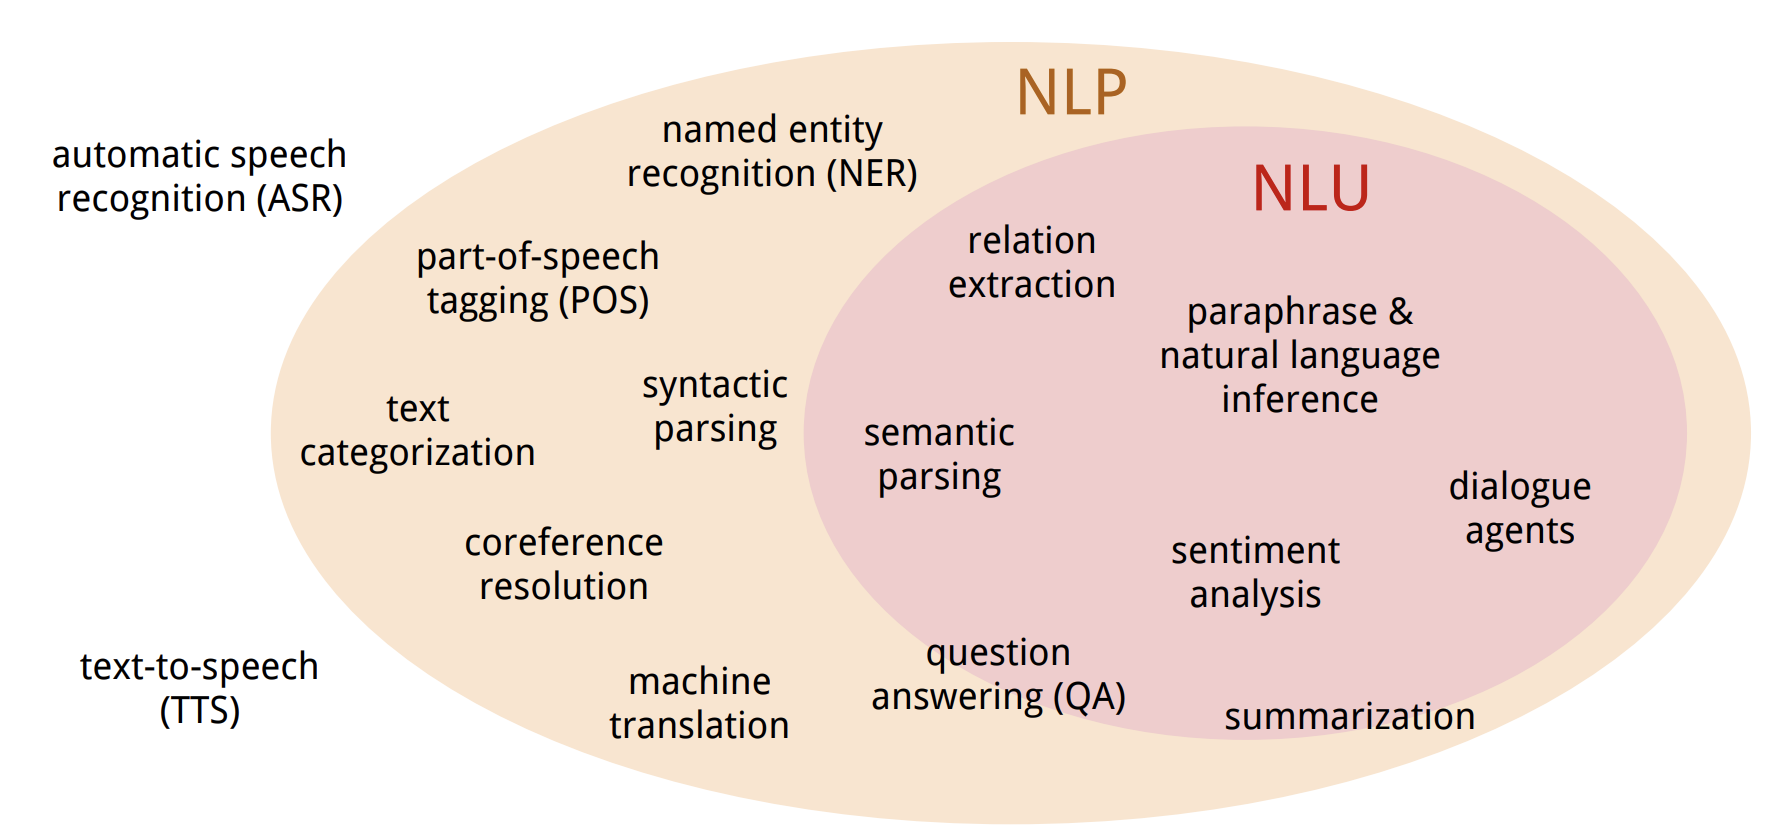 NLP
named entity
recognition (NER)
automatic speech
recognition (ASR)
NLU
part-of-speech
tagging (POS)
relation
extraction
paraphrase &
natural language
inference
syntactic
parsing
text
categorization
semantic
parsing
dialogue
agents
coreference
resolution
sentiment
analysis
question
answering (QA)
text-to-speech
(TTS)
machine
translation
summarization